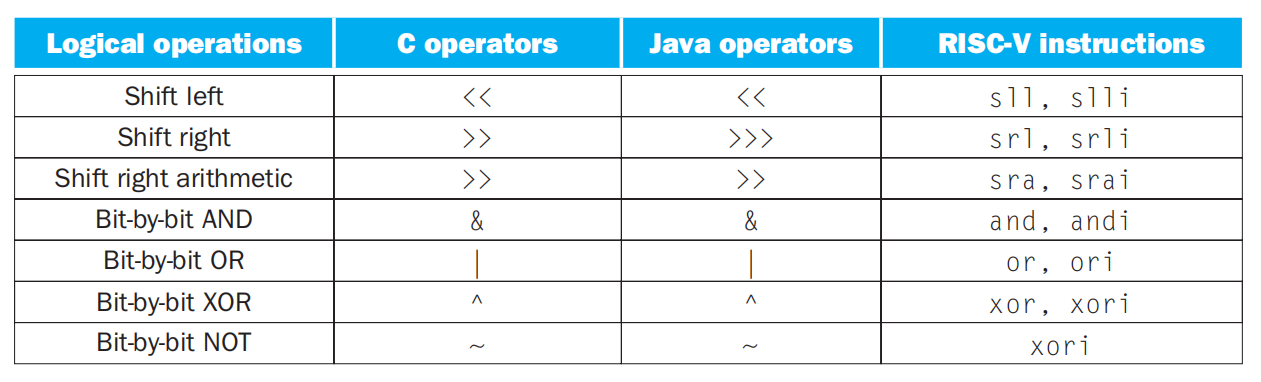 Logical operations C operators Java operators RISC-V instructions
Shift left << << sll, slli
Shift right >> >>> srl, srli
Shift right arithmetic >> >> sra, srai
Bit-by-bit AND & & and, andi
Bit-by-bit OR | | or, ori
Bit-by-bit XOR ^ ^ xor, xori
Bit-by-bit NOT ~ ~ xori